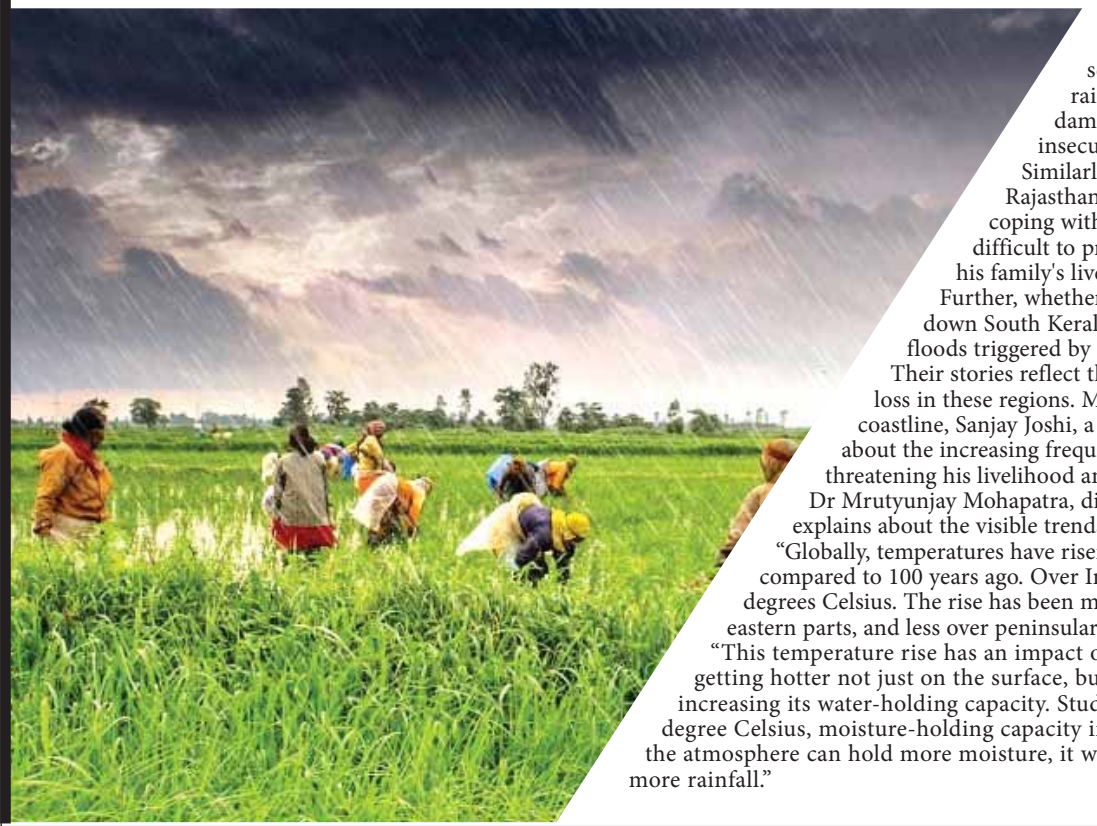 s
rai
dam
insecu
Similarl
Rajasthan
coping with
difficult to pr
his family's live
Further, whether
down South Keral
floods triggered by
Their stories reflect th
loss in these regions. M
coastline, Sanjay Joshi, a
about the increasing frequ
threatening his livelihood an
Dr Mrutyunjay Mohapatra, di
explains about the visible trend
“Globally, temperatures have rise
compared to 100 years ago. Over In
degrees Celsius. The rise has been m
eastern parts, and less over peninsular
“This temperature rise has an impact o
getting hotter not just on the surface, bu
increasing its water-holding capacity. Stud
degree Celsius, moisture-holding capacity i
the atmosphere can hold more moisture, it w
more rainfall.”